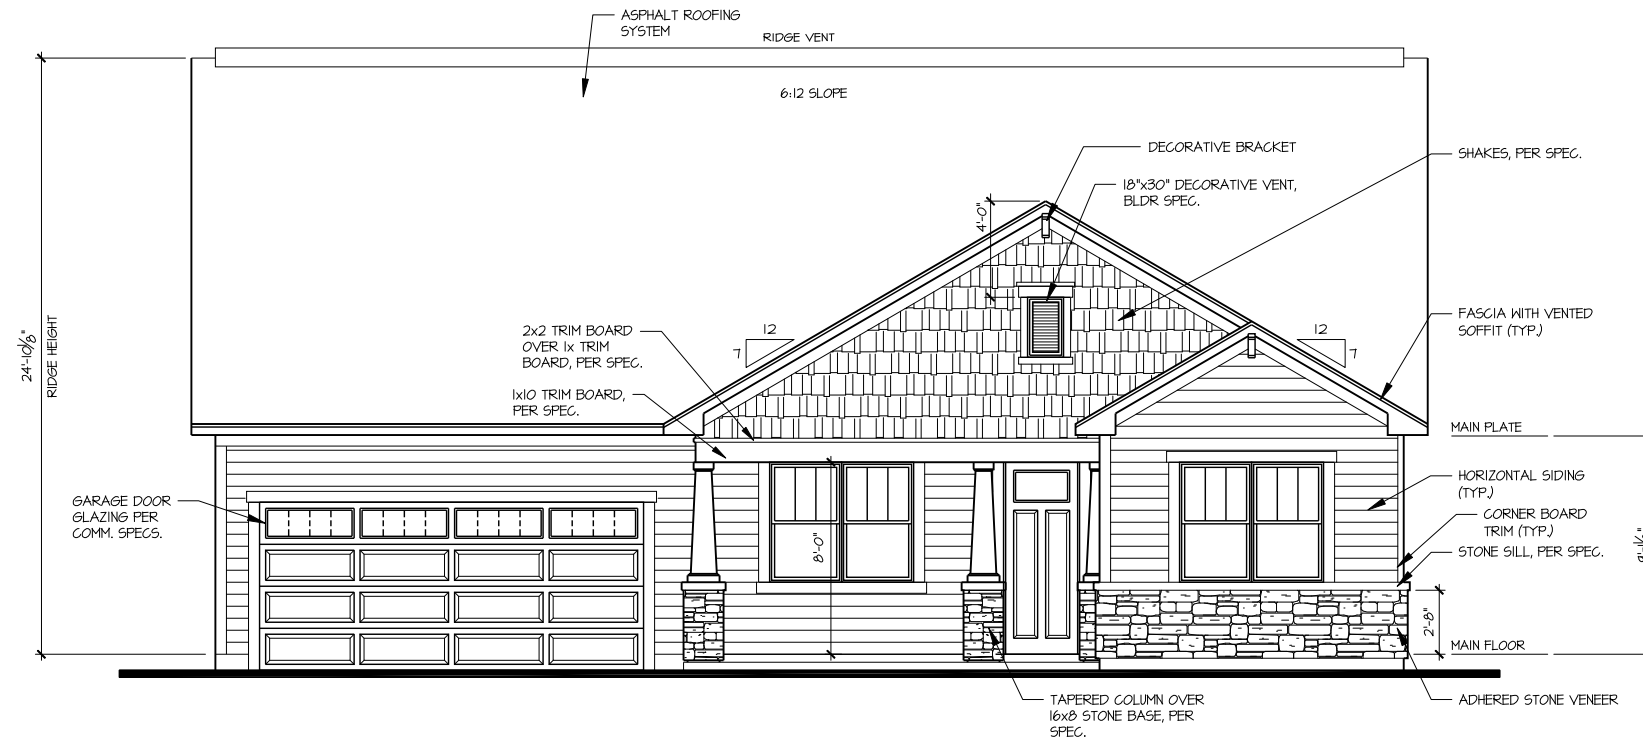 ASPHALT ROOFING
SYSTEM
RIDGE VENT
6:12 SLOPE
DECORATIVE BRACKET
SHAKES, PER SPEC.
18"x30" DECORATIVE VENT,
BLDR SPEC.
4'-0"
24'-10⅞"
RIDGE HEIGHT
2x2 TRIM BOARD
OVER 1x TRIM
BOARD, PER SPEC.
12
7
12
7
FASCIA WITH VENTED
SOFFIT (TYP.)
1x10 TRIM BOARD,
PER SPEC.
MAIN PLATE
HORIZONTAL SIDING
(TYP.)
GARAGE DOOR
GLAZING PER
COMM. SPECS.
CORNER BOARD
TRIM (TYP.)
8'-0"
STONE SILL, PER SPEC.
2'-8"
MAIN FLOOR
TAPERED COLUMN OVER
16x8 STONE BASE, PER
SPEC.
ADHERED STONE VENEER